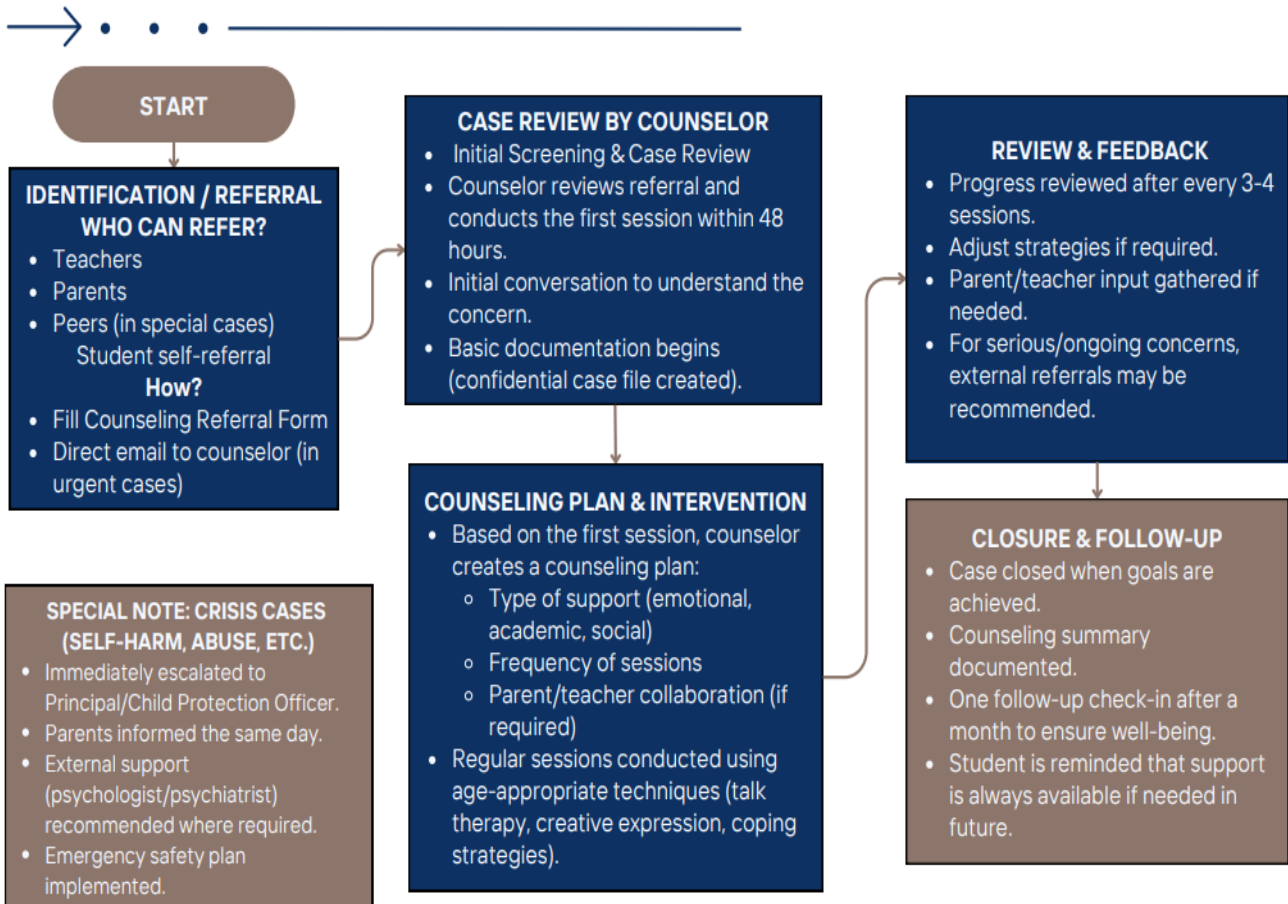 START
IDENTIFICATION / REFERRAL
WHO CAN REFER?
• Teachers
• Parents
• Peers (in special cases)
Student self-referral
How?
• Fill Counseling Referral Form
• Direct email to counselor (in
urgent cases)
SPECIAL NOTE: CRISIS CASES
(SELF-HARM, ABUSE, ETC.)
• Immediately escalated to
Principal/Child Protection Officer.
• Parents informed the same day.
• External support
(psychologist/psychiatrist)
recommended where required.
• Emergency safety plan
implemented.
CASE REVIEW BY COUNSELOR
• Initial Screening & Case Review
• Counselor reviews referral and
conducts the first session within 48
hours.
• Initial conversation to understand the
concern.
• Basic documentation begins
(confidential case file created).
COUNSELING PLAN & INTERVENTION
• Based on the first session, counselor
creates a counseling plan:
○ Type of support (emotional,
academic, social)
○ Frequency of sessions
○ Parent/teacher collaboration (if
required)
• Regular sessions conducted using
age-appropriate techniques (talk
therapy, creative expression, coping
strategies).
REVIEW & FEEDBACK
• Progress reviewed after every 3-4
sessions.
• Adjust strategies if required.
• Parent/teacher input gathered if
needed.
• For serious/ongoing concerns,
external referrals may be
recommended.
CLOSURE & FOLLOW-UP
• Case closed when goals are
achieved.
• Counseling summary
documented.
• One follow-up check-in after a
month to ensure well-being.
• Student is reminded that support
is always available if needed in
future.